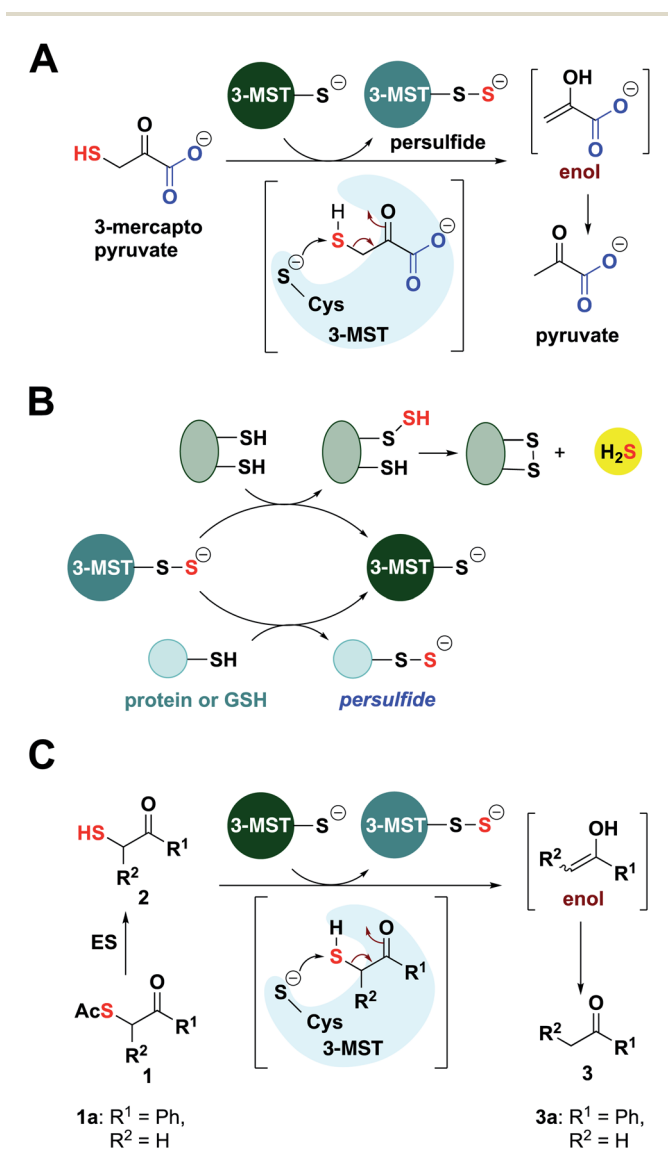 A
3-MST S⊖
3-MST S S⊖
persulfide
HS O O⊖ O
3-mercapto
pyruvate
OH O⊖ O
enol
H
S O O⊖ O
⊖
S
Cys
3-MST
O O⊖ O
pyruvate
B
SH
SH
S SH
SH
S
S
+
H2S
3-MST S S⊖
3-MST S⊖
SH
S S⊖
protein or GSH
persulfide
C
HS O R1
R2
2
ES
AcS O R1
R2
1
1a: R1 = Ph,
R2 = H
3-MST S⊖
3-MST S S⊖
H
S O R1
R2
⊖
S
Cys
3-MST
OH
R2 R1
enol
O
R2 R1
3
3a: R1 = Ph,
R2 = H